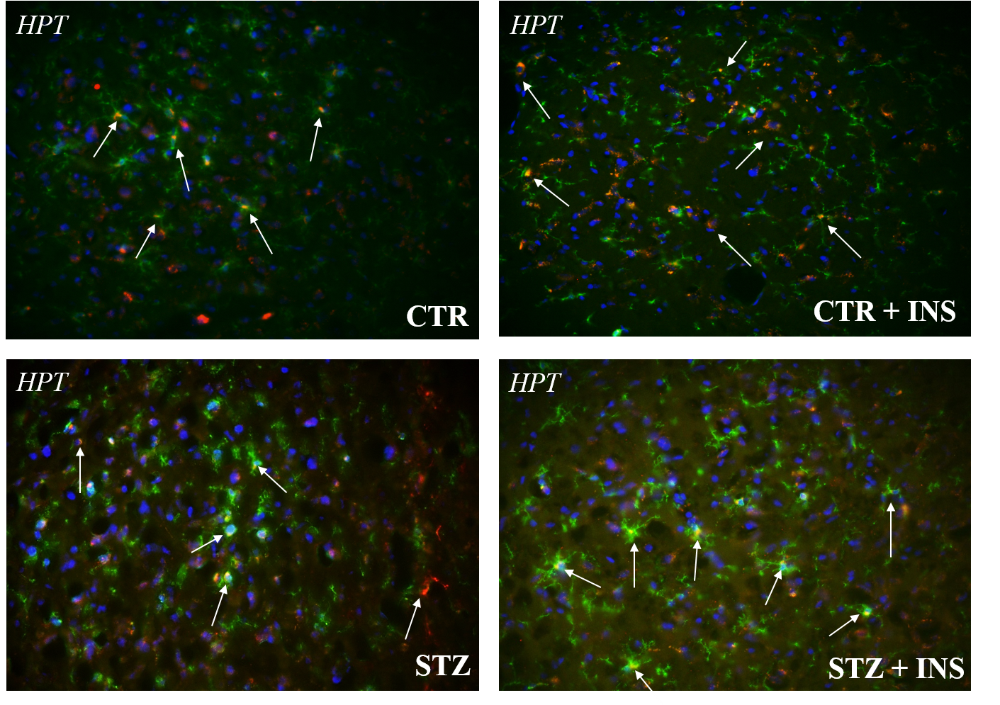 HPT
CTR
HPT
CTR + INS
HPT
STZ
HPT
STZ + INS